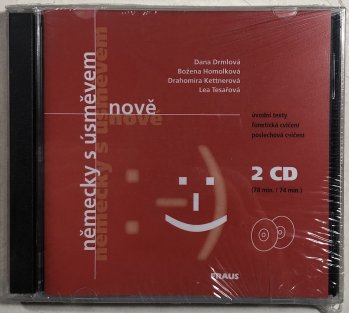 Dana Drmlová
Božena Homolková
Drahomíra Kettnerová
Lea Tesařová
německy s úsměvem
německy s úsměvem
nově
nově
úvodní texty
fonetická cvičení
poslechová cvičení
2 CD
(78 min. / 74 min.)
:-)
FRAUS